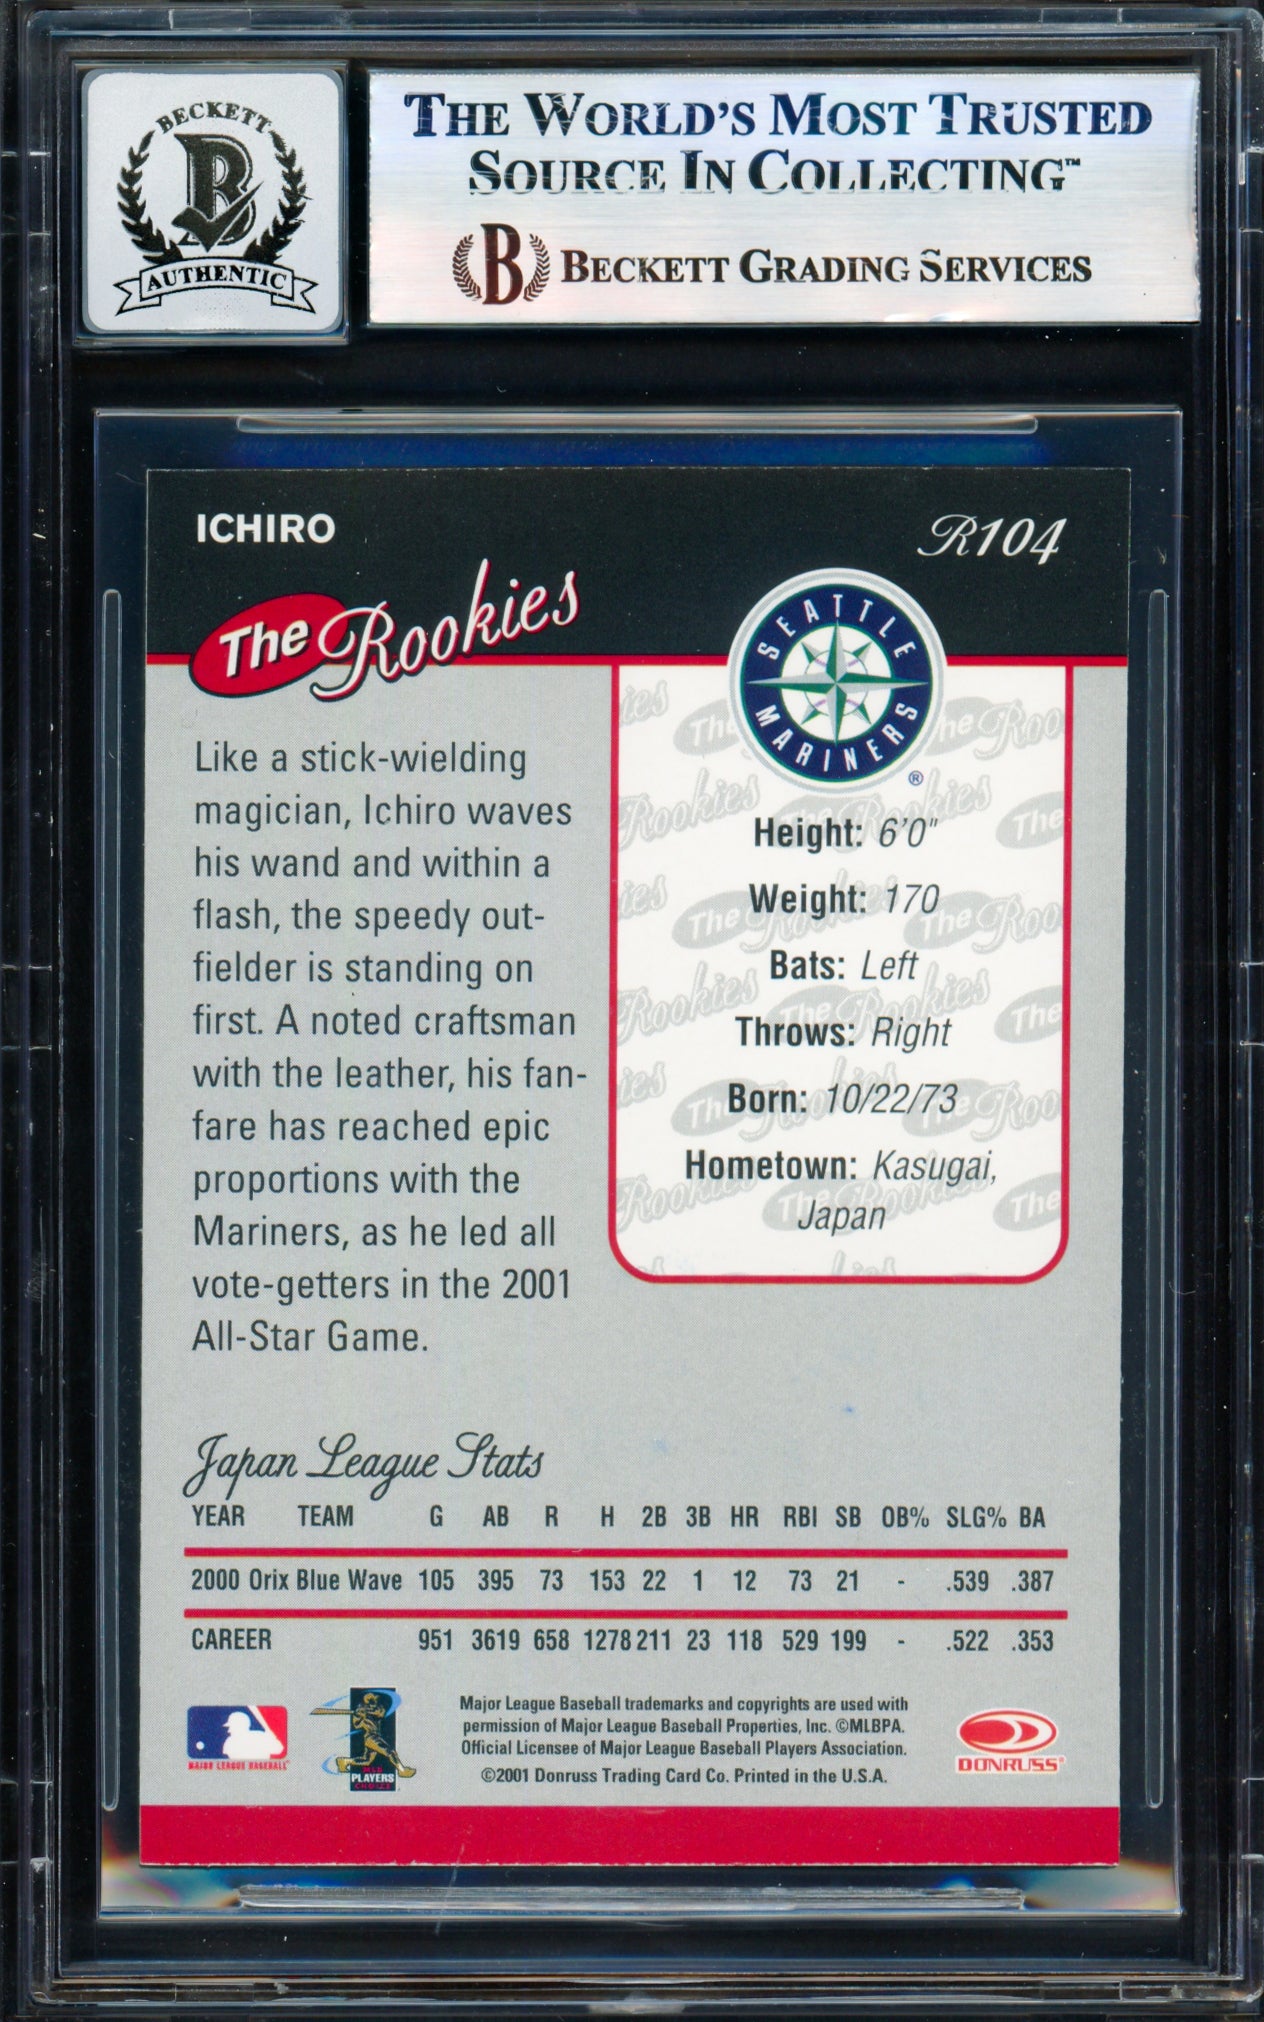 BECKETT
B
AUTHENTIC
THE WORLD'S MOST TRUSTED
SOURCE IN COLLECTING™
B BECKETT GRADING SERVICES
ICHIRO
R104
The Rookies
SEATTLE
MARINERS
®
Like a stick-wielding
magician, Ichiro waves
his wand and within a
flash, the speedy out-
fielder is standing on
first. A noted craftsman
with the leather, his fan-
fare has reached epic
proportions with the
Mariners, as he led all
vote-getters in the 2001
All-Star Game.
Height: 6'0"
Weight: 170
Bats: Left
Throws: Right
Born: 10/22/73
Hometown: Kasugai,
Japan
Japan League Stats
YEAR TEAM G AB R H 2B 3B HR RBI SB OB% SLG% BA
2000 Orix Blue Wave 105 395 73 153 22 1 12 73 21 - .539 .387
CAREER 951 3619 658 1278 211 23 118 529 199 - .522 .353
MAJOR LEAGUE BASEBALL
MLB
PLAYERS
CHOICE
Major League Baseball trademarks and copyrights are used with
permission of Major League Baseball Properties, Inc. ©MLBPA.
Official Licensee of Major League Baseball Players Association.
©2001 Donruss Trading Card Co. Printed in the U.S.A.
DONRUSS®